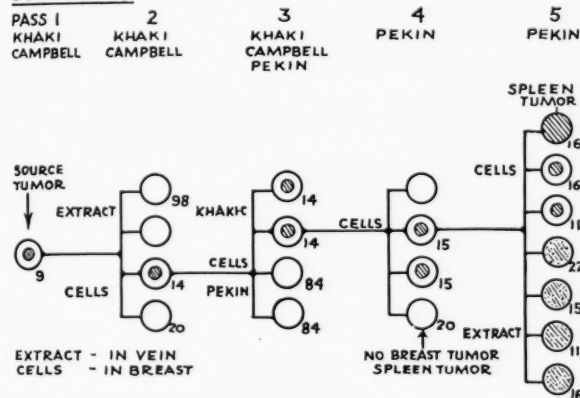 PASS 1 2 3 4 5
KHAKI KHAKI KHAKI PEKIN PEKIN
CAMPBELL CAMPBELL CAMPBELL
PEKIN
SPLEEN
TUMOR
16
SOURCE
TUMOR
98
EXTRACT
KHAKI
14
CELLS
16
9
14
CELLS
15
11
CELLS
14
CELLS
84
15
22
PEKIN
20
84
20
15
EXTRACT
11
16
EXTRACT - IN VEIN
CELLS - IN BREAST
NO BREAST TUMOR
SPLEEN TUMOR